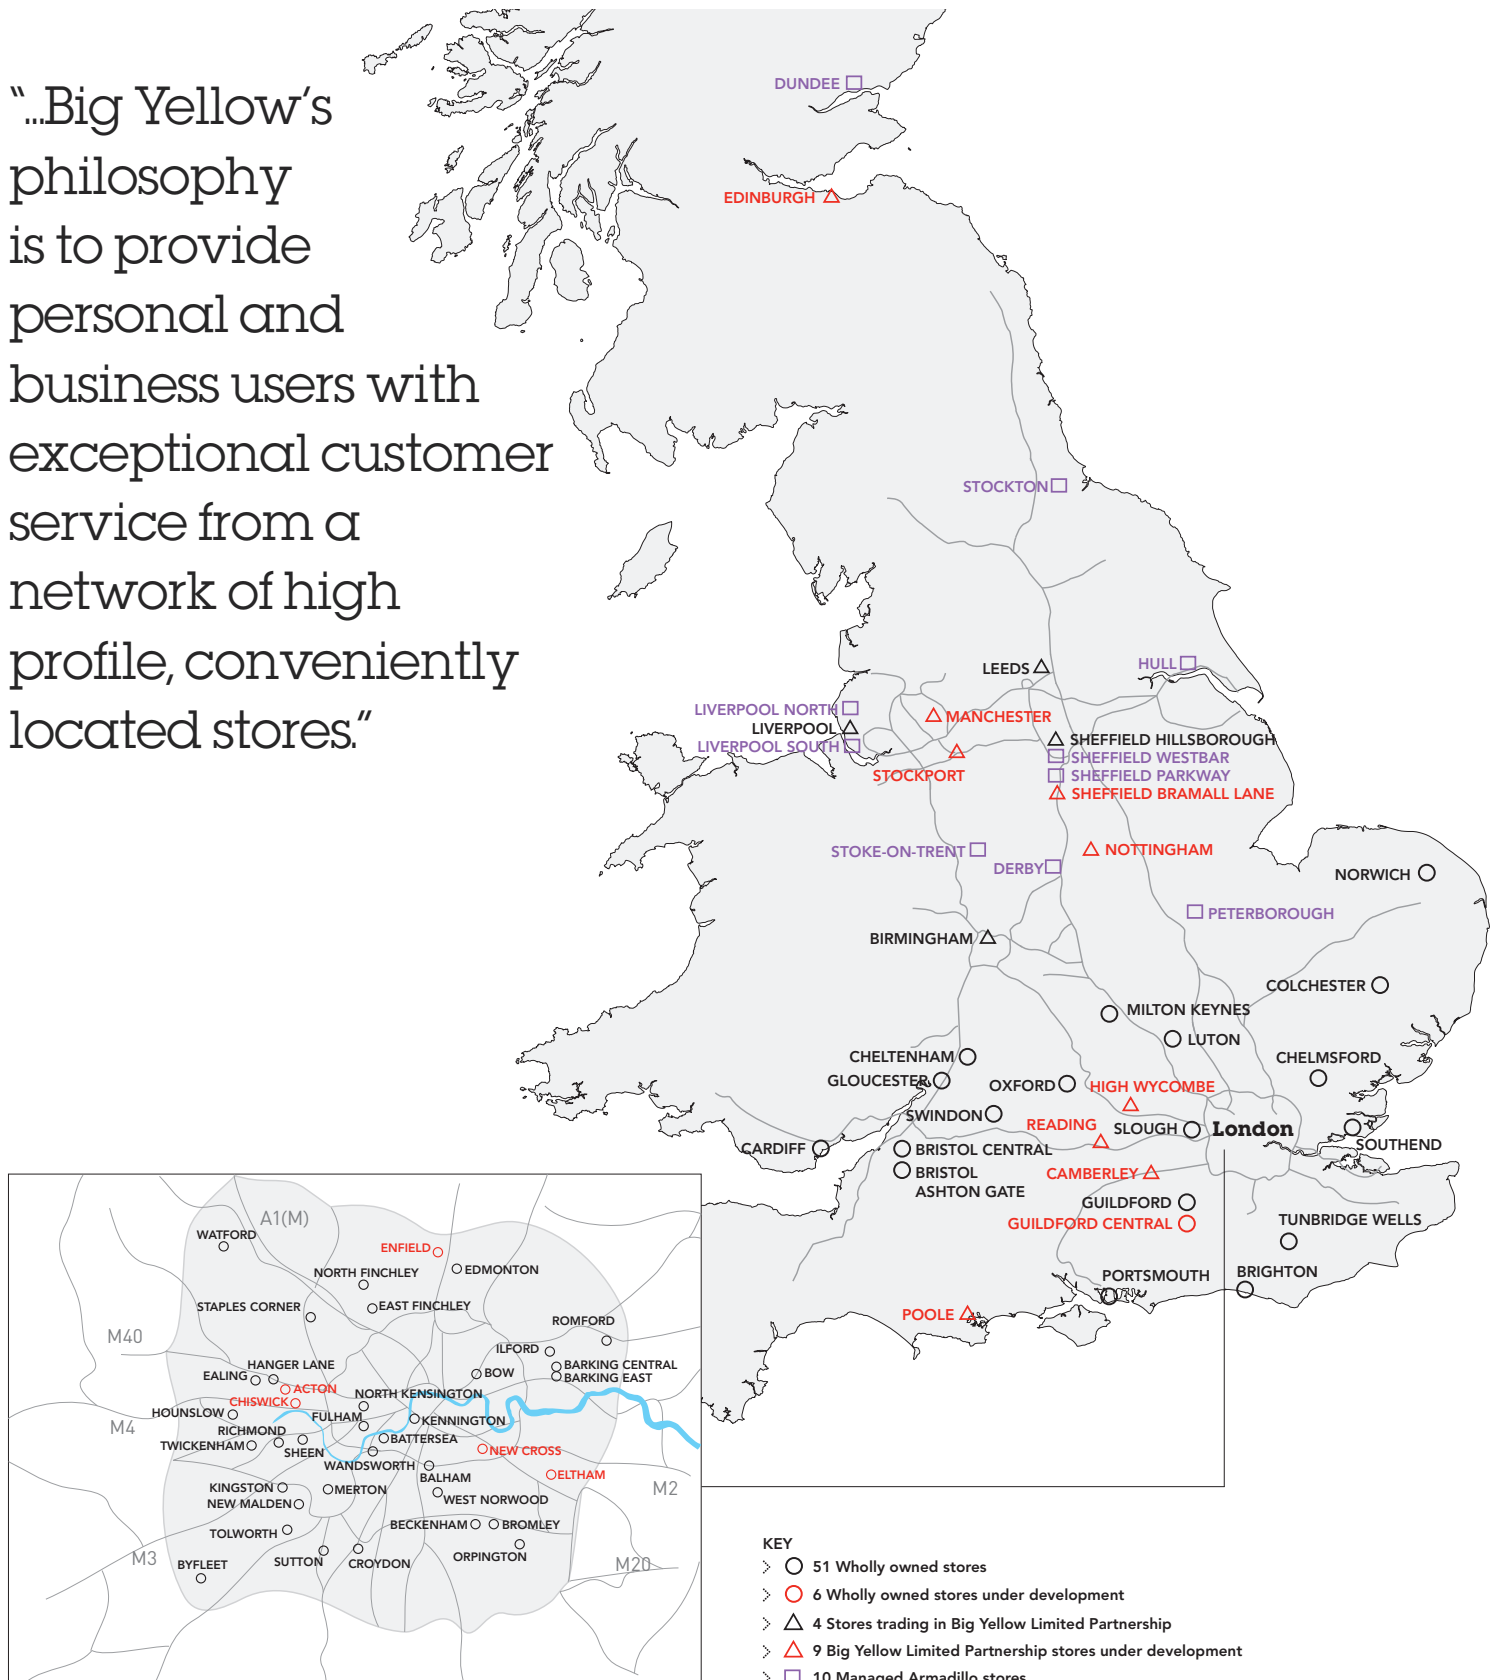 “...Big Yellow‘s
philosophy
is to provide
personal and
business users with
exceptional customer
service from a
network of high
profile, conveniently
located stores.”
DUNDEE
EDINBURGH
STOCKTON
LEEDS
HULL
LIVERPOOL NORTH
LIVERPOOL
LIVERPOOL SOUTH
MANCHESTER
STOCKPORT
SHEFFIELD HILLSBOROUGH
SHEFFIELD WESTBAR
SHEFFIELD PARKWAY
SHEFFIELD BRAMALL LANE
STOKE-ON-TRENT
DERBY
NOTTINGHAM
NORWICH
PETERBOROUGH
BIRMINGHAM
COLCHESTER
MILTON KEYNES
LUTON
CHELTENHAM
GLOUCESTER
OXFORD
HIGH WYCOMBE
CHELMSFORD
SWINDON
READING
SLOUGH
London
SOUTHEND
CARDIFF
BRISTOL CENTRAL
BRISTOL
ASHTON GATE
CAMBERLEY
GUILDFORD
GUILDFORD CENTRAL
TUNBRIDGE WELLS
PORTSMOUTH
BRIGHTON
POOLE
A1(M)
WATFORD
ENFIELD
NORTH FINCHLEY
EDMONTON
STAPLES CORNER
EAST FINCHLEY
ROMFORD
M40
ILFORD
HANGER LANE
EALING
BOW
BARKING CENTRAL
BARKING EAST
ACTON
CHISWICK
NORTH KENSINGTON
HOUNSLOW
M4
FULHAM
KENNINGTON
RICHMOND
TWICKENHAM
SHEEN
BATTERSEA
NEW CROSS
WANDSWORTH
BALHAM
ELTHAM
M2
KINGSTON
MERTON
NEW MALDEN
WEST NORWOOD
TOLWORTH
BECKENHAM
BROMLEY
M3
BYFLEET
SUTTON
CROYDON
ORPINGTON
M20
KEY
51 Wholly owned stores
6 Wholly owned stores under development
4 Stores trading in Big Yellow Limited Partnership
9 Big Yellow Limited Partnership stores under development
10 Managed Armadillo stores